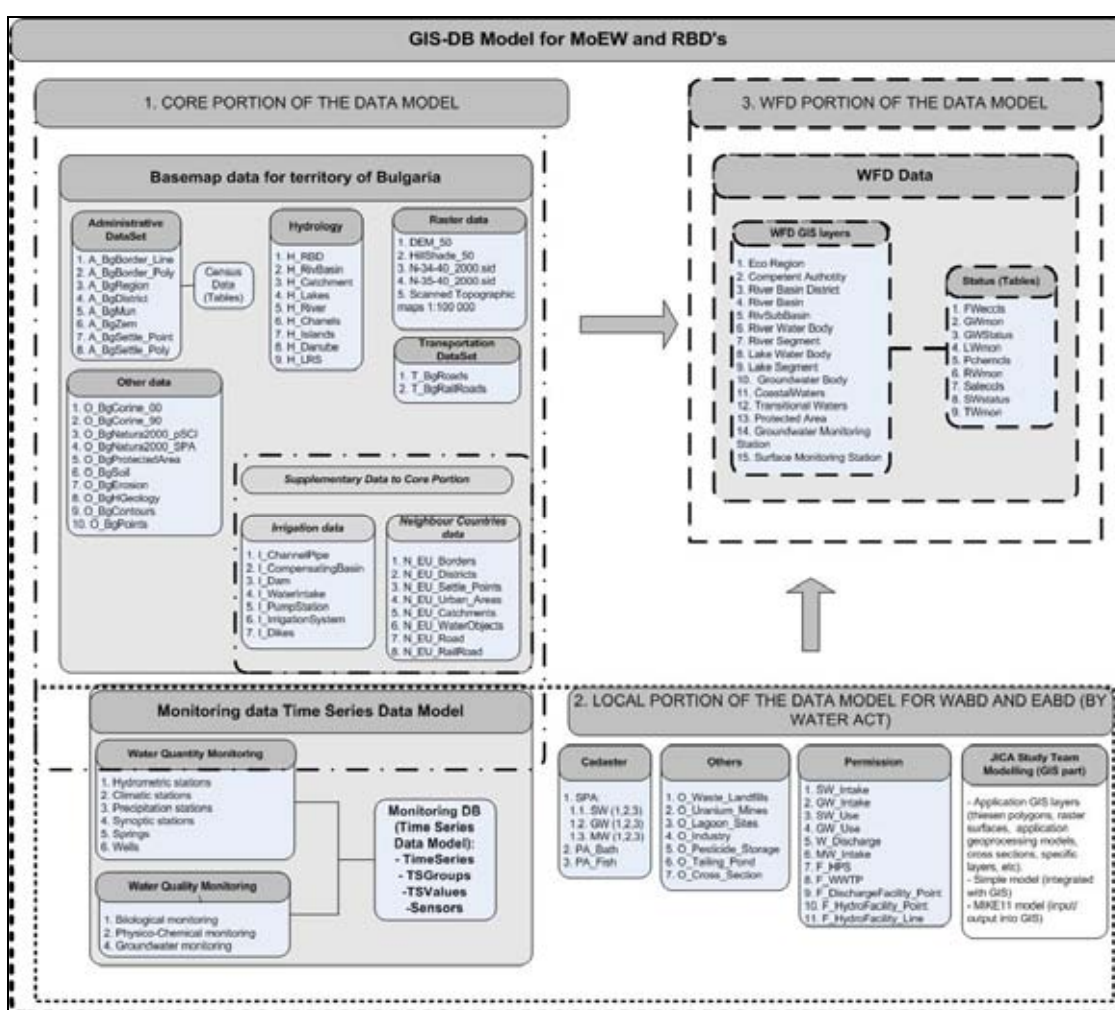 GIS-DB Model for MoEW and RBD's
1. CORE PORTION OF THE DATA MODEL
Basemap data for territory of Bulgaria
Administrative
DataSet
1. A_BgBorder_Line
2. A_BgBorder_Poly
3. A_BgRegion
4. A_BgDistrict
5. A_BgMun
6. A_BgZem
7. A_BgSettle_Point
8. A_BgSettle_Poly
Census
Data
(Tables)
Hydrology
1. H_RBD
2. H_RivBasin
3. H_Catchment
4. H_Lakes
5. H_River
6. H_Chanels
7. H_Islands
8. H_Danube
9. H_LRS
Raster data
1. DEM_50
2. HillShade_50
3. N-34-40_2000.sid
4. N-35-40_2000.sid
5. Scanned Topographic
maps 1:100 000
Transportation
DataSet
1. T_BgRoads
2. T_BgRailRoads
Other data
1. O_BgCorine_00
2. O_BgCorine_90
3. O_BgNatura2000_pSCI
4. O_BgNatura2000_SPA
5. O_BgProtectedArea
6. O_BgSoil
7. O_BgErosion
8. O_BgHGeology
9. O_BgContours
10. O_BgPoints
Supplementary Data to Core Portion
Irrigation data
1. I_ChannelPipe
2. I_CompensatingBasin
3. I_Dam
4. I_WaterIntake
5. I_PumpStation
6. I_IrrigationSystem
7. I_Dikes
Neighbour Countries
data
1. N_EU_Borders
2. N_EU_Districts
3. N_EU_Settle_Points
4. N_EU_Urban_Areas
5. N_EU_Catchments
6. N_EU_WaterObjects
7. N_EU_Road
8. N_EU_RailRoad
3. WFD PORTION OF THE DATA MODEL
WFD Data
WFD GIS layers
1. Eco Region
2. Competent Authotity
3. River Basin District
4. River Basin
5. RivSubBasin
6. River Water Body
7. River Segment
8. Lake Water Body
9. Lake Segment
10. Groundwater Body
11. CoastalWaters
12. Transitional Waters
13. Protected Area
14. Groundwater Monitoring
Station
15. Surface Monitoring Station
Status (Tables)
1. FWeccls
2. GWmon
3. GWStatus
4. LWmon
5. Pchemcls
6. RWmon
7. Saleccls
8. SWstatus
9. TWmon
Monitoring data Time Series Data Model
Water Quantity Monitoring
1. Hydrometric stations
2. Climatic stations
3. Precipitation stations
4. Synoptic stations
5. Springs
6. Wells
Water Quality Monitoring
1. Bilological monitoring
2. Physico-Chemical monitoring
4. Groundwater monitoring
Monitoring DB
(Time Series
Data Model):
- TimeSeries
- TSGroups
- TSValues
-Sensors
2. LOCAL PORTION OF THE DATA MODEL FOR WABD AND EABD (BY
WATER ACT)
Cadaster
1. SPA:
1.1. SW (1,2,3)
1.2. GW (1,2,3)
1.3. MW (1,2,3)
2. PA_Bath
3. PA_Fish
Others
1. O_Waste_Landfills
2. O_Uranium_Mines
3. O_Lagoon_Sites
4. O_Industry
5. O_Pesticide_Storage
6. O_Tailing_Pond
7. O_Cross_Section
Permission
1. SW_Intake
2. GW_Intake
3. SW_Use
4. GW_Use
5. W_Discharge
6. MW_Intake
7. F_HPS
8. F_WWTP
9. F_DischargeFacility_Point
10. F_HydroFacility_Point
11. F_HydroFacility_Line
JICA Study Team
Modelling (GIS part)
- Application GIS layers
(thiesen polygons, raster
surfaces, application
geoprocessing models,
cross sections, specific
layers, etc).
- Simple model (integrated
with GIS)
- MIKE11 model (input/
output into GIS)